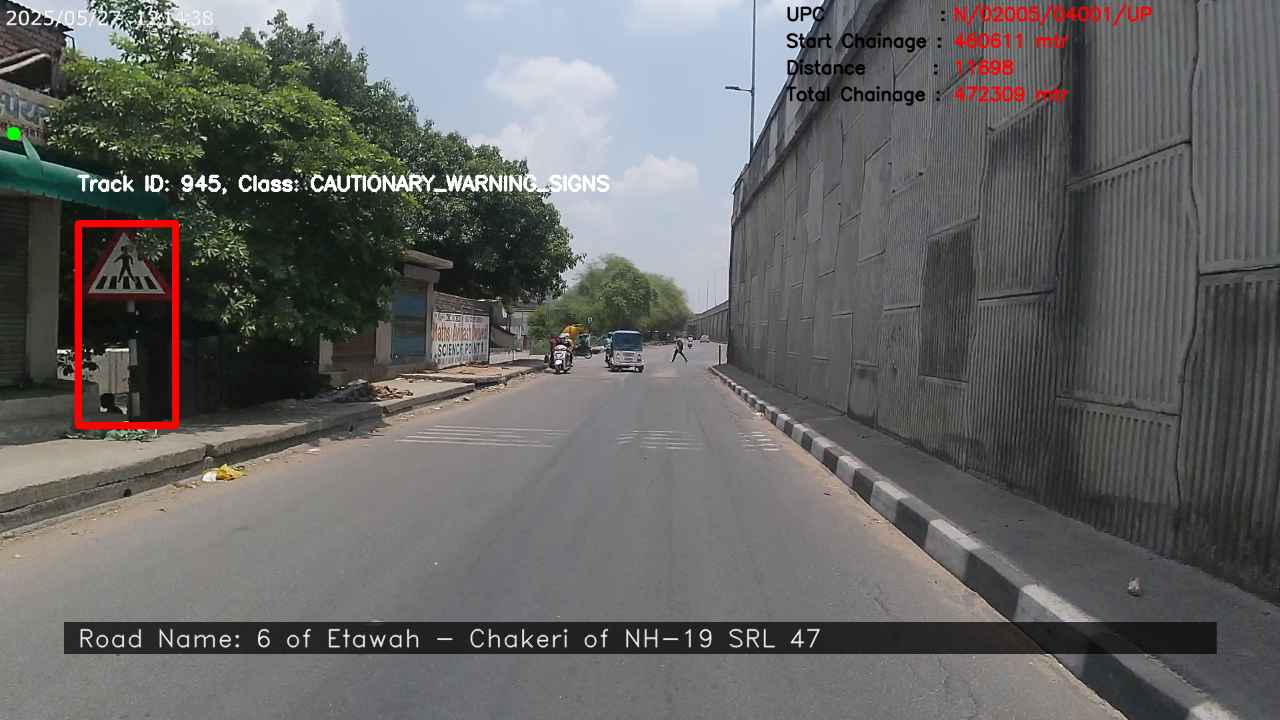 2025/05/27, 13:14:38
UPC : N/02005/04001/UP
Start Chainage : 460611 mtr
Distance : 11698
Total Chainage : 472309 mtr
Track ID: 945, Class: CAUTIONARY_WARNING_SIGNS
SCIENCE POINT
Road Name: 6 of Etawah - Chakeri of NH-19 SRL 47